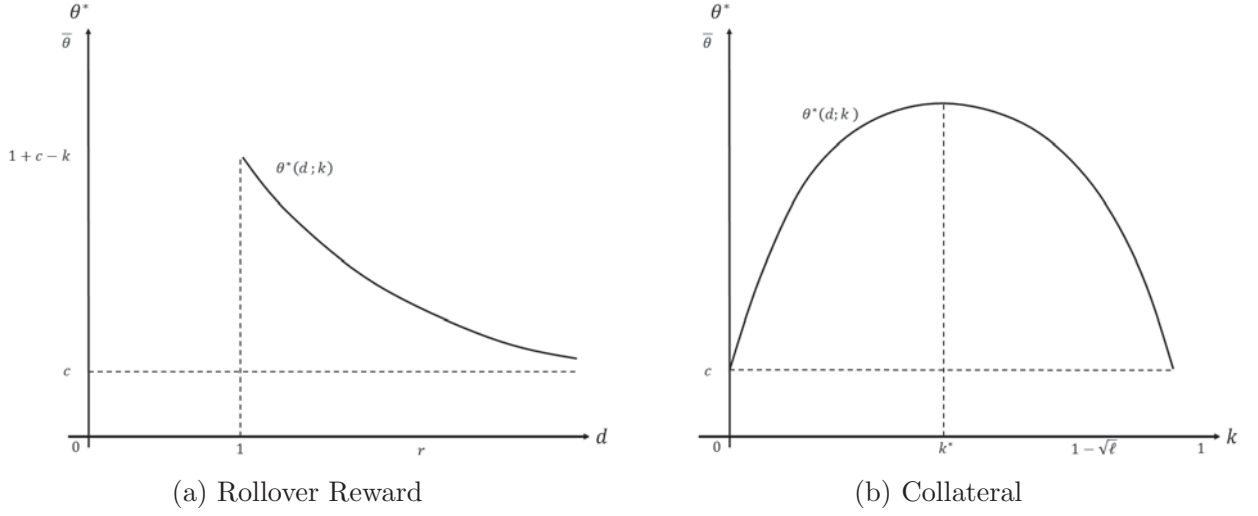 θ*
θ̅
1 + c − k
θ*(d; k)
c
0
1
r
d
(a) Rollover Reward
θ*
θ̅
θ*(d; k)
c
0
k*
1 − √ℓ
1
k
(b) Collateral